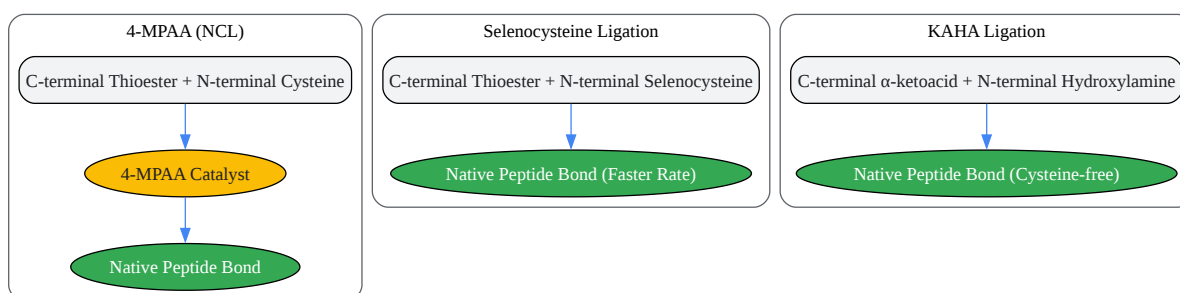 4-MPAA (NCL)
C-terminal Thioester + N-terminal Cysteine
4-MPAA Catalyst
Native Peptide Bond
Selenocysteine Ligation
C-terminal Thioester + N-terminal Selenocysteine
Native Peptide Bond (Faster Rate)
KAHA Ligation
C-terminal α-ketoacid + N-terminal Hydroxylamine
Native Peptide Bond (Cysteine-free)